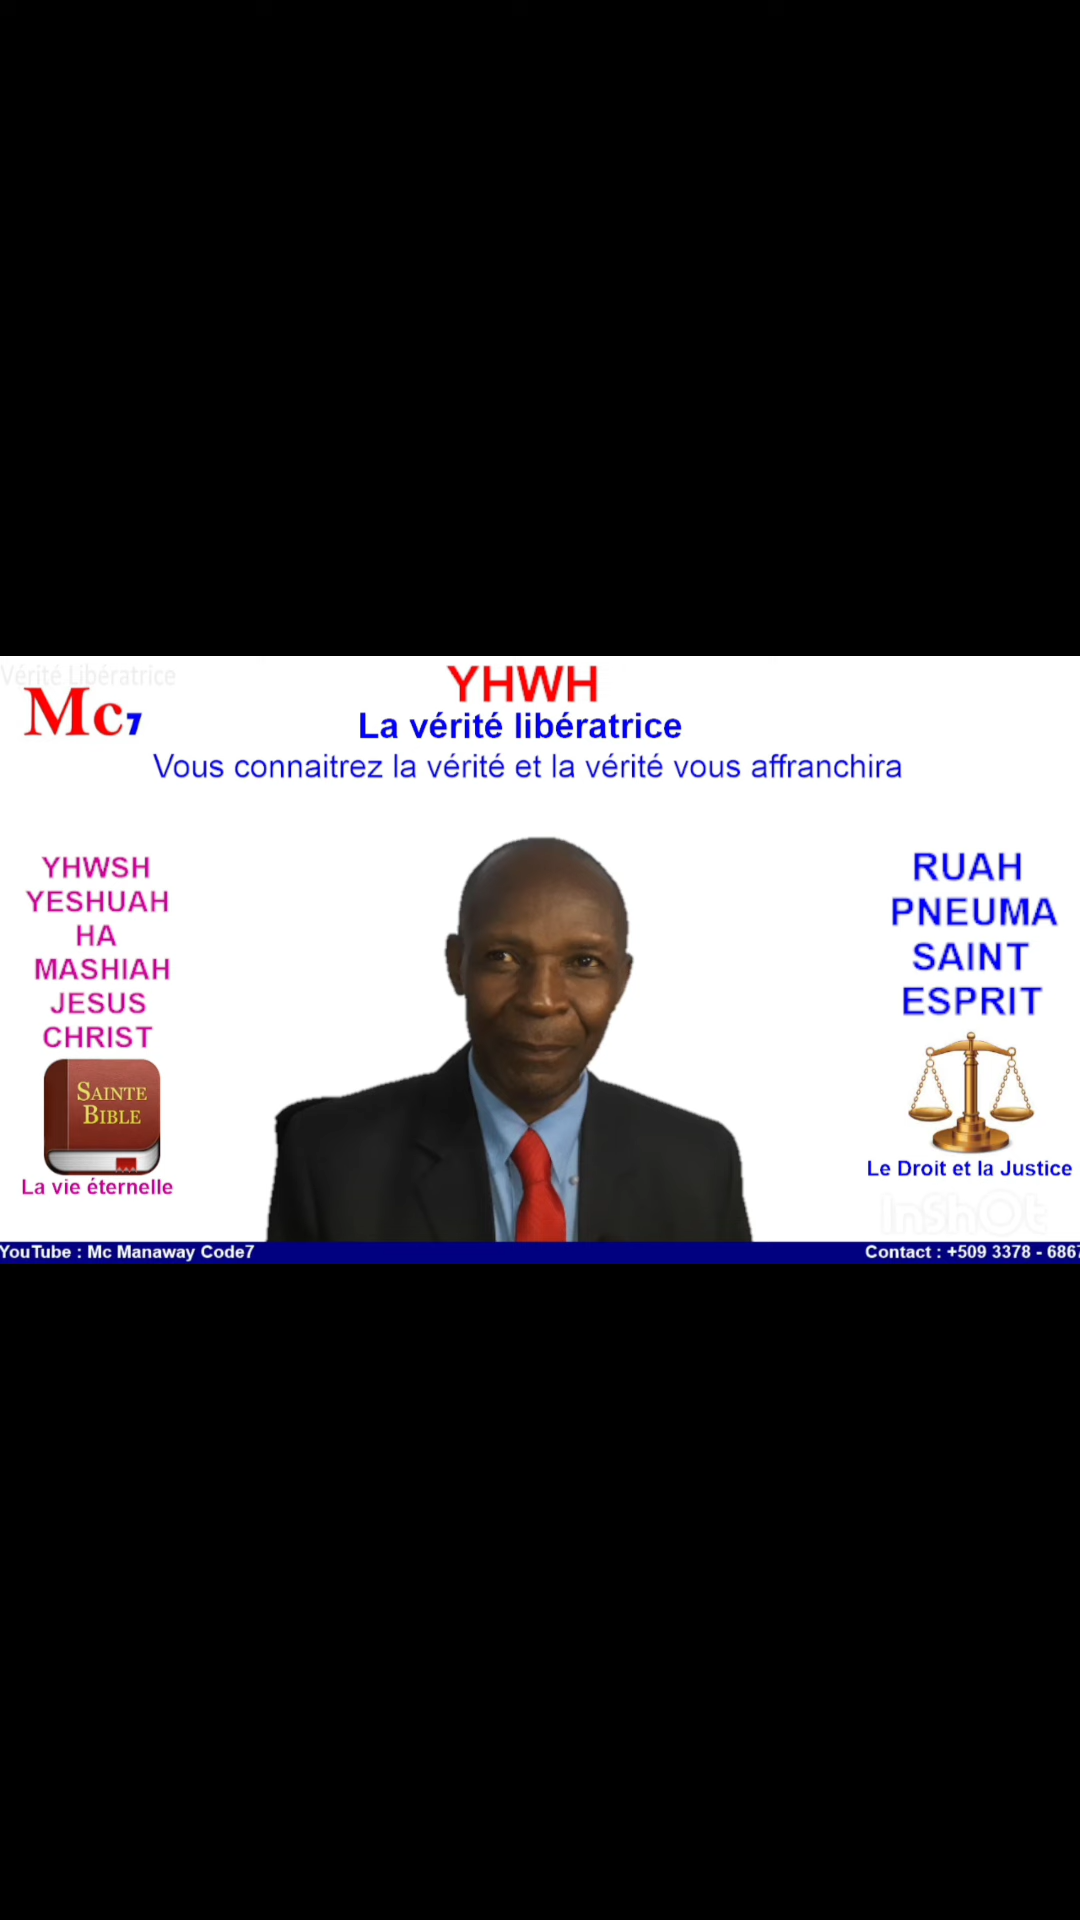 Vérité Libératrice
Mc7
YHWH
La vérité libératrice
Vous connaitrez la vérité et la vérité vous affranchira
YHWSH
YESHUAH
HA
MASHIAH
JESUS
CHRIST
SAINTE
BIBLE
La vie éternelle
RUAH
PNEUMA
SAINT
ESPRIT
Le Droit et la Justice
InShOt
YouTube : Mc Manaway Code7
Contact : +509 3378 - 6867